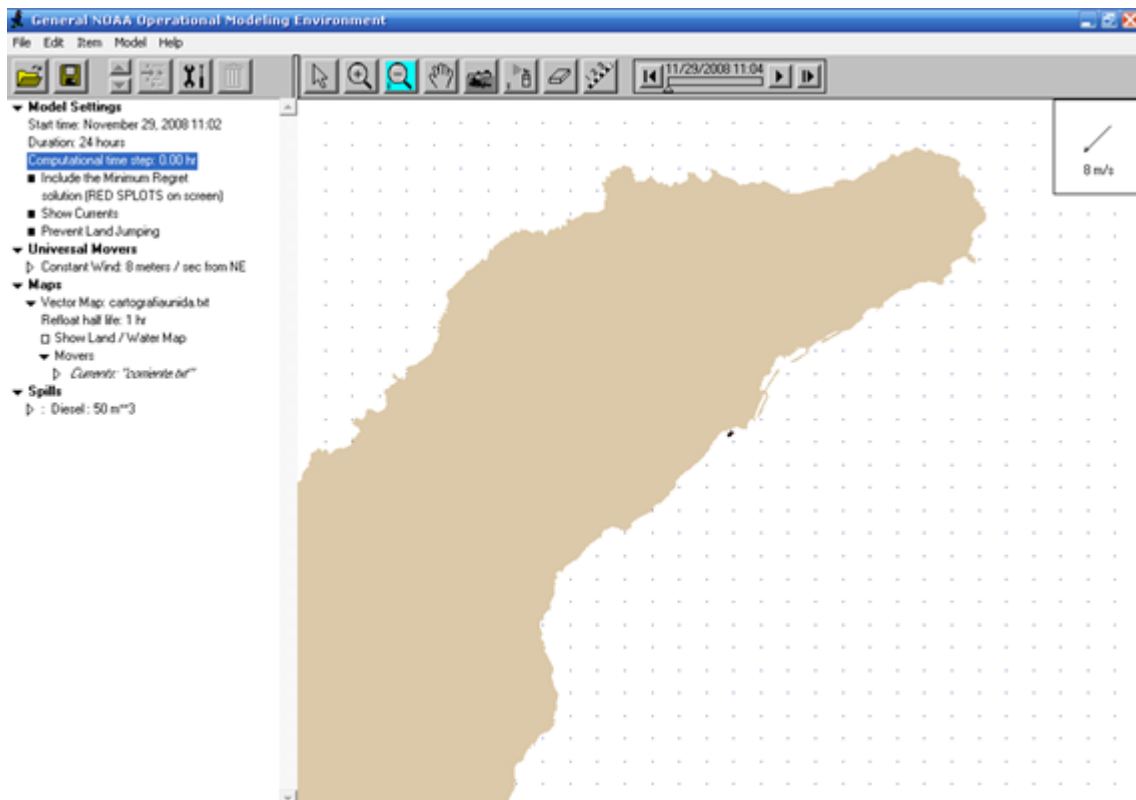 General NOAA Operational Modeling Environment
File Edit Item Model Help
11/29/2008 11:04
Model Settings
Start time: November 29, 2008 11:02
Duration: 24 hours
Computational time step: 0.00 hr
Include the Minimum Regret
solution (RED SPLOTS on screen)
Show Currents
Prevent Land Jumping
Universal Movers
Constant Wind: 8 meters / sec from NE
Maps
Vector Map: cartografiaunida.txt
Refloat half life: 1 hr
Show Land / Water Map
Movers
Currents: "corriente.txt"
Spills
: Diesel : 50 m**3
8 m/s